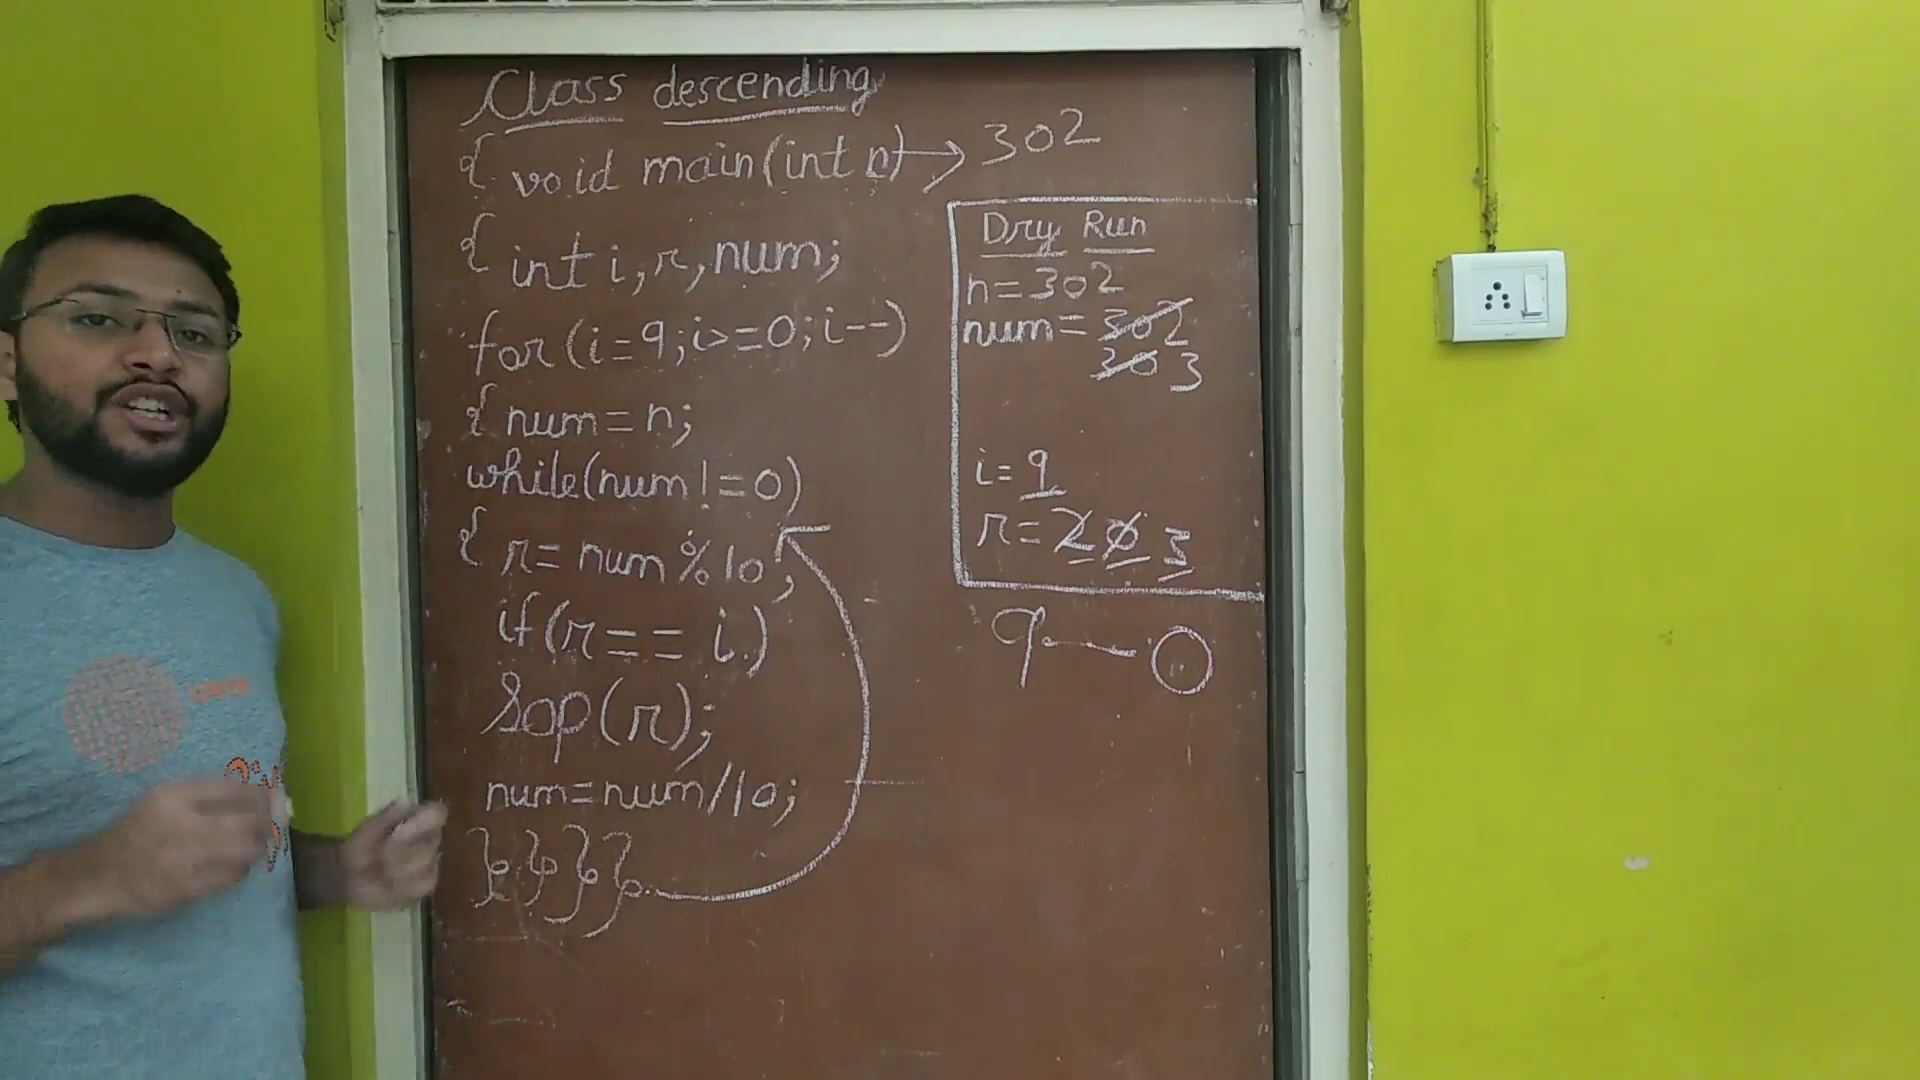 Class descending
{ void main(int n) → 302
{ int i, r, num;
for (i=9; i>=0; i--)
{ num = n;
while(num != 0)
{ r = num % 10;
if (r == i)
Sop(r);
num = num/10;
} } } }
Dry Run
n = 302
num = 302
30 3
i = 9
r = 2 0 3
9 — 0